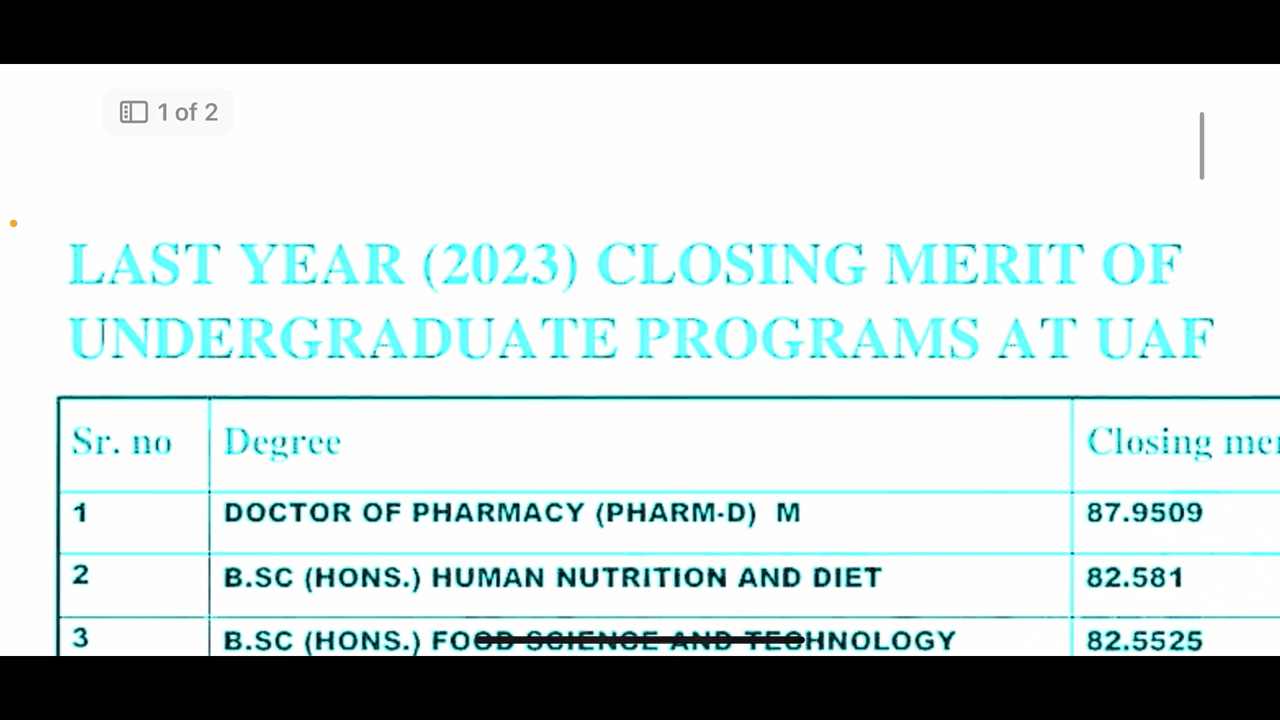 1 of 2
LAST YEAR (2023) CLOSING MERIT OF
UNDERGRADUATE PROGRAMS AT UAF
Sr. no Degree Closing mer
1 DOCTOR OF PHARMACY (PHARM-D) M 87.9509
2 B.SC (HONS.) HUMAN NUTRITION AND DIET 82.581
3 B.SC (HONS.) FOOD SCIENCE AND TECHNOLOGY 82.5525